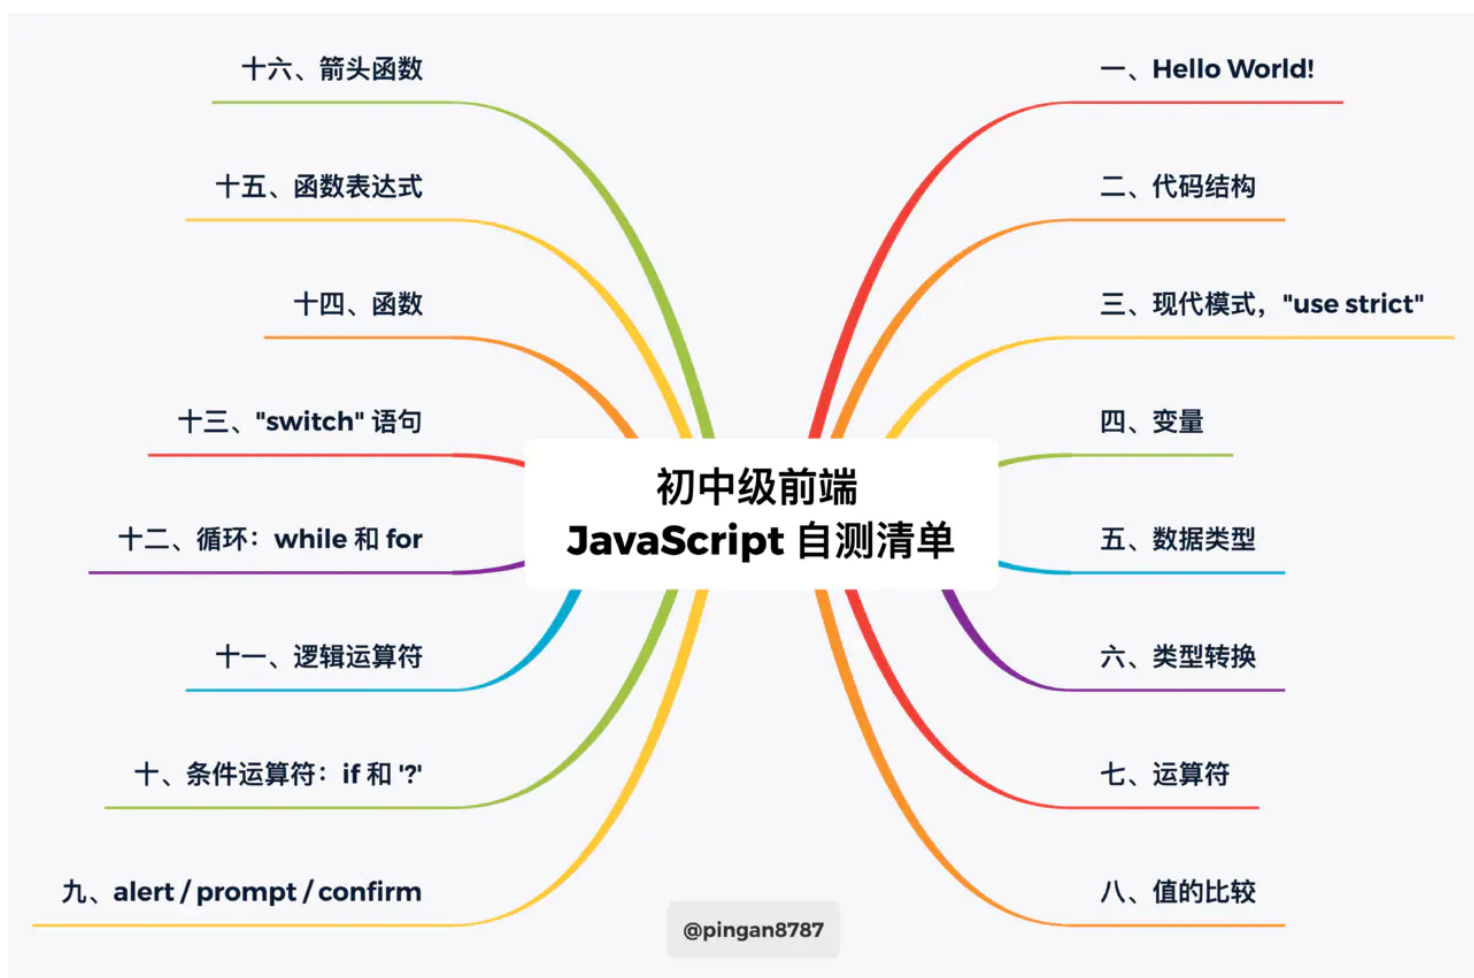 初中级前端
JavaScript 自测清单
一、Hello World!
二、代码结构
三、现代模式，"use strict"
四、变量
五、数据类型
六、类型转换
七、运算符
八、值的比较
九、alert / prompt / confirm
十、条件运算符：if 和 '?'
十一、逻辑运算符
十二、循环：while 和 for
十三、"switch" 语句
十四、函数
十五、函数表达式
十六、箭头函数
@pingan8787